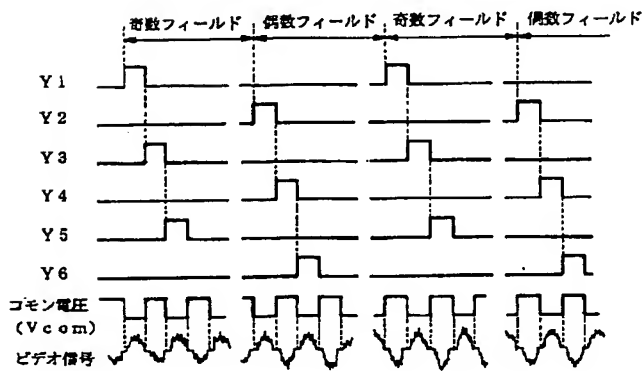 奇数フィールド 偶数フィールド 奇数フィールド 偶数フィールド
Y1
Y2
Y3
Y4
Y5
Y6
コモン電圧
(Vcom)
ビデオ信号